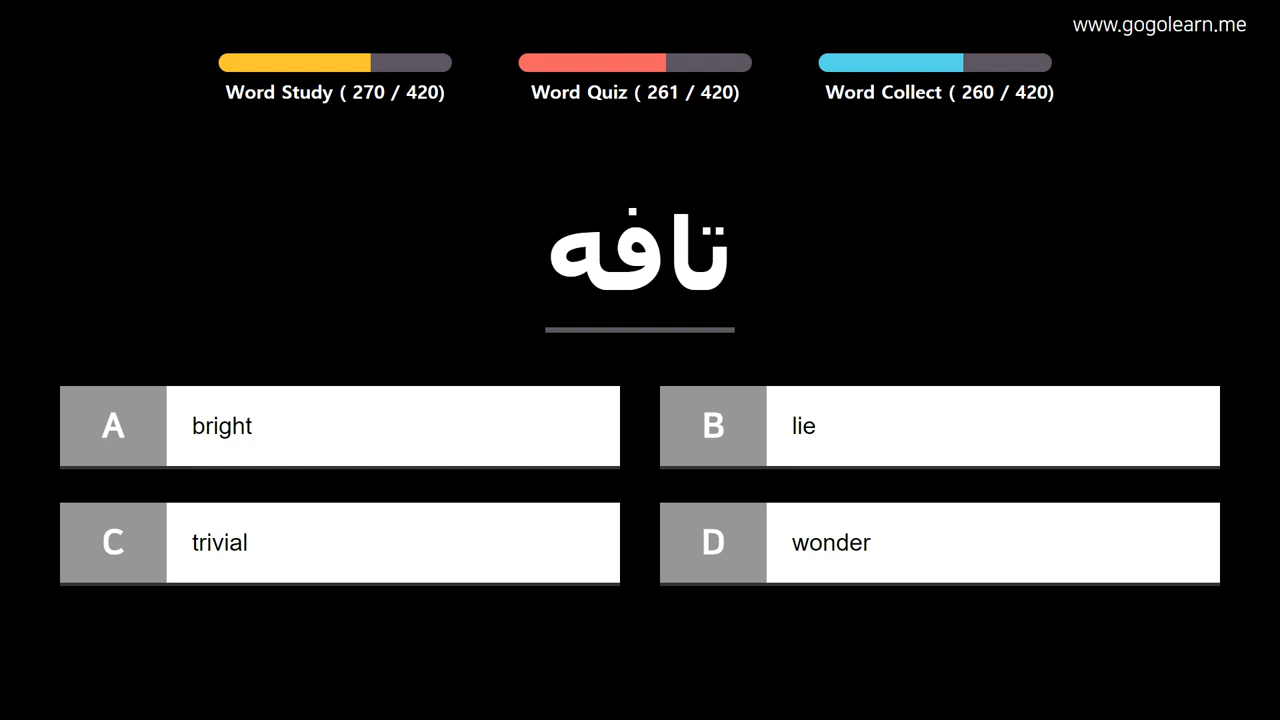 www.gogolearn.me
Word Study ( 270 / 420)
Word Quiz ( 261 / 420)
Word Collect ( 260 / 420)
تافه
A bright
B lie
C trivial
D wonder